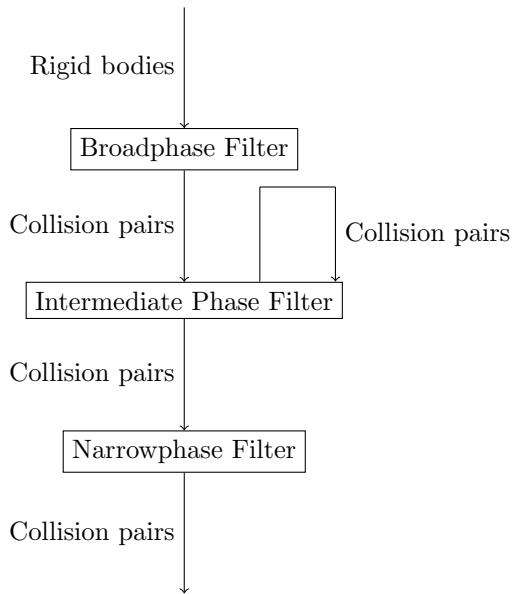 Rigid bodies
Broadphase Filter
Collision pairs
Collision pairs
Intermediate Phase Filter
Collision pairs
Narrowphase Filter
Collision pairs